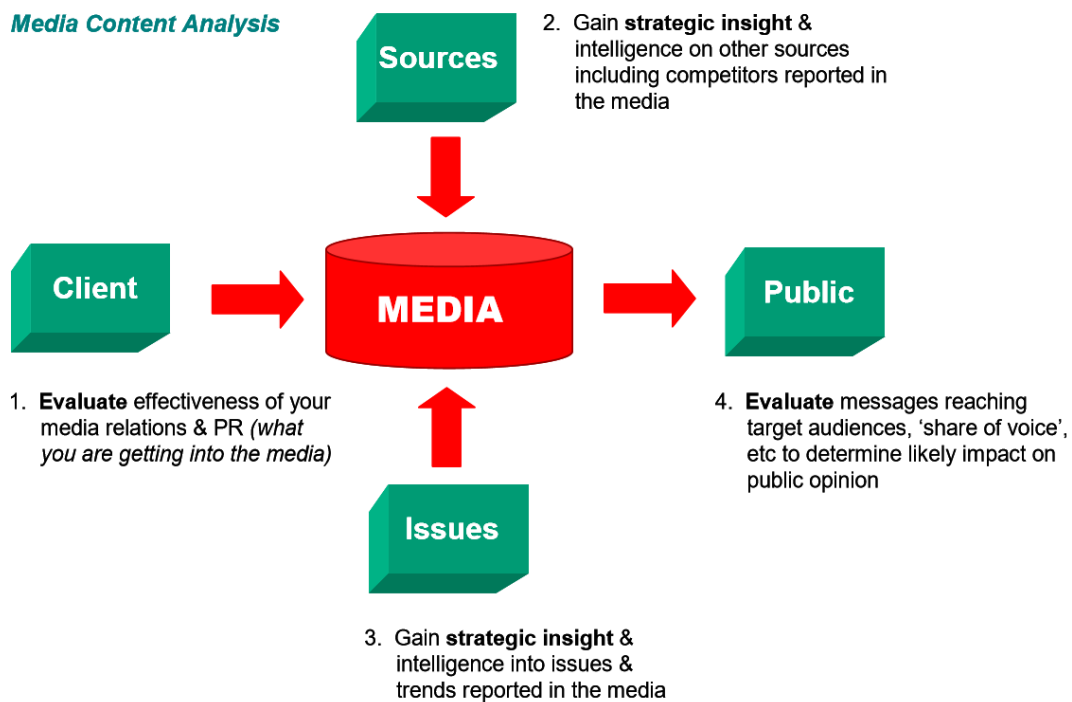 Media Content Analysis
Sources
2. Gain strategic insight &
intelligence on other sources
including competitors reported in
the media
Client
MEDIA
Public
1. Evaluate effectiveness of your
media relations & PR (what
you are getting into the media)
4. Evaluate messages reaching
target audiences, ‘share of voice’,
etc to determine likely impact on
public opinion
Issues
3. Gain strategic insight &
intelligence into issues &
trends reported in the media